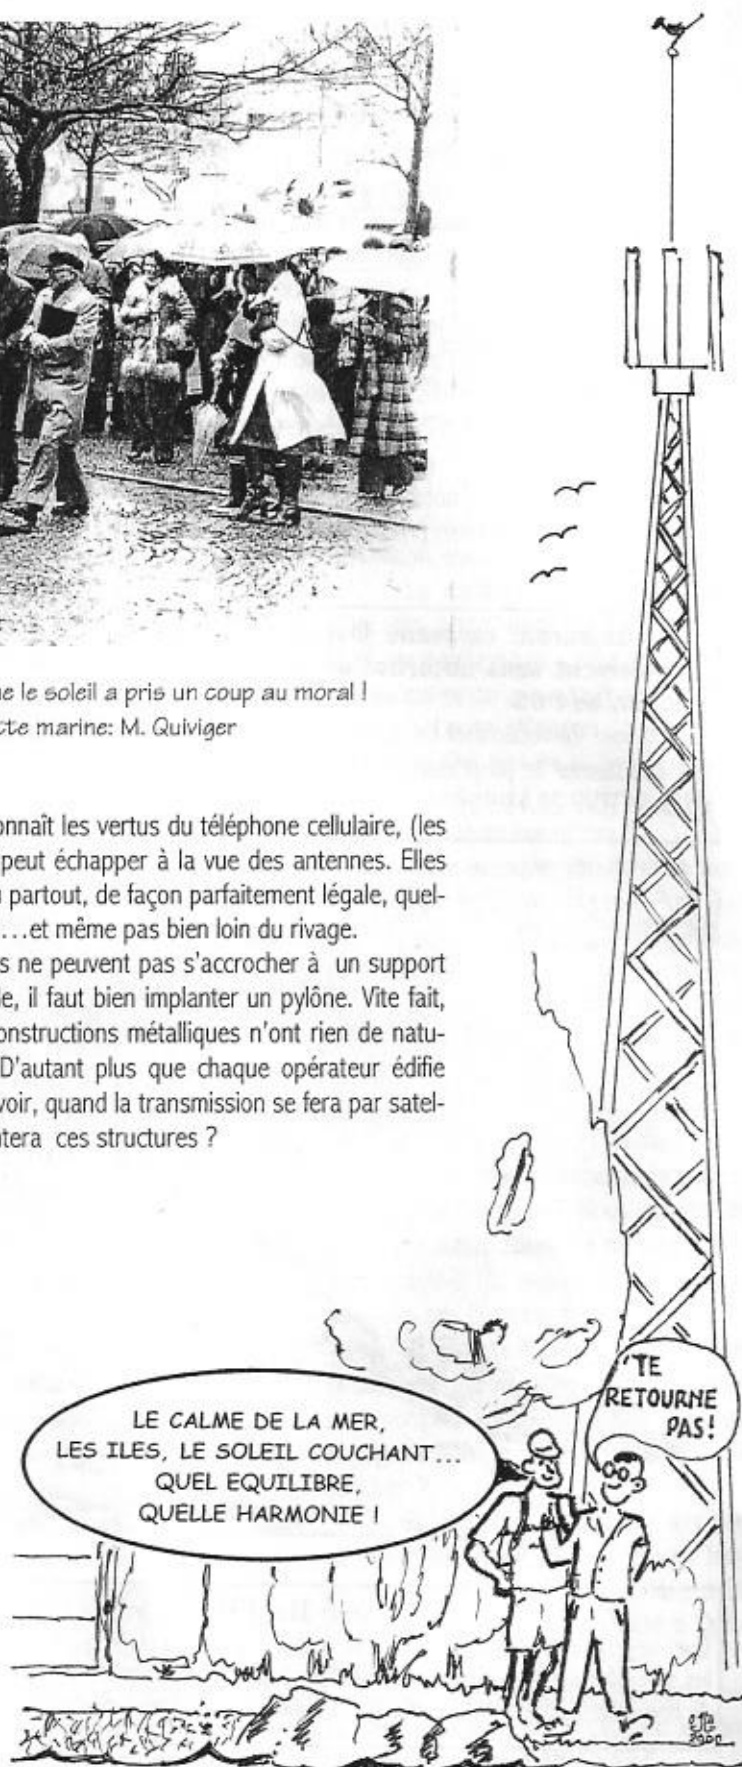 ue le soleil a pris un coup au moral !
tte marine: M. Quiviger
onnaît les vertus du téléphone cellulaire, (les
peut échapper à la vue des antennes. Elles
u partout, de façon parfaitement légale, quel-
...et même pas bien loin du rivage.
s ne peuvent pas s'accrocher à un support
le, il faut bien implanter un pylône. Vite fait,
onstructions métalliques n'ont rien de natu-
D'autant plus que chaque opérateur édifie
voir, quand la transmission se fera par satel-
ntera ces structures ?
'TE
RETOURNE
PAS!
LE CALME DE LA MER,
LES ILES, LE SOLEIL COUCHANT...
QUEL EQUILIBRE,
QUELLE HARMONIE !
2000